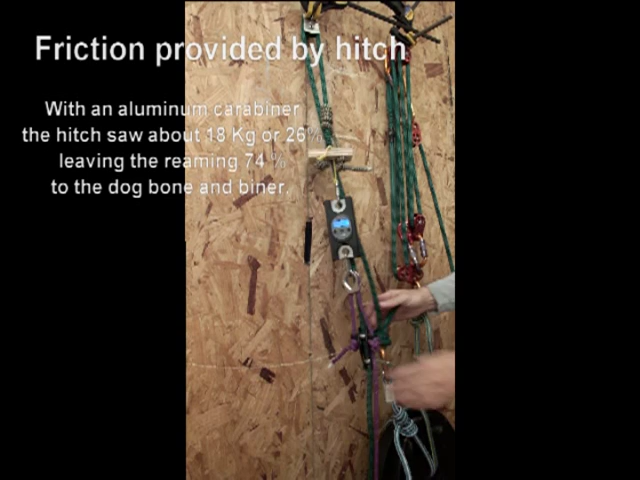 Friction provided by hitch
With an aluminum carabiner
the hitch saw about 18 Kg or 26%
leaving the reaming 74 %
to the dog bone and biner.